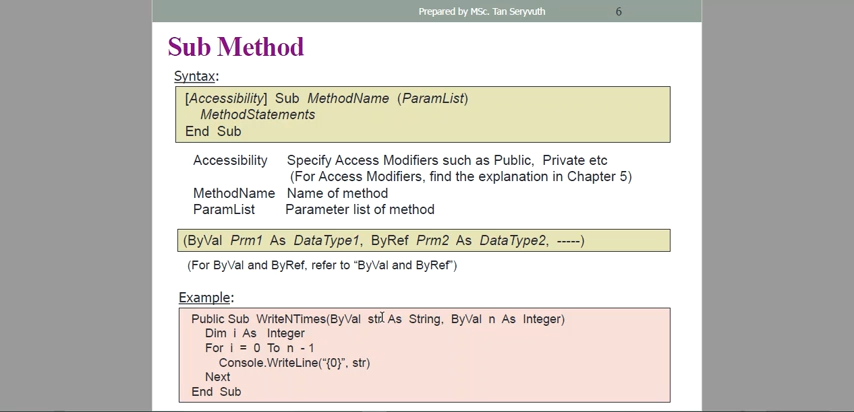 Prepared by MSc. Tan Seryvuth 6
Sub Method
Syntax:
[Accessibility] Sub MethodName (ParamList)
MethodStatements
End Sub
Accessibility Specify Access Modifiers such as Public, Private etc
(For Access Modifiers, find the explanation in Chapter 5)
MethodName Name of method
ParamList Parameter list of method
(ByVal Prm1 As DataType1, ByRef Prm2 As DataType2, -----)
(For ByVal and ByRef, refer to “ByVal and ByRef”)
Example:
Public Sub WriteNTimes(ByVal str As String, ByVal n As Integer)
Dim i As Integer
For i = 0 To n - 1
Console.WriteLine(“{0}”, str)
Next
End Sub